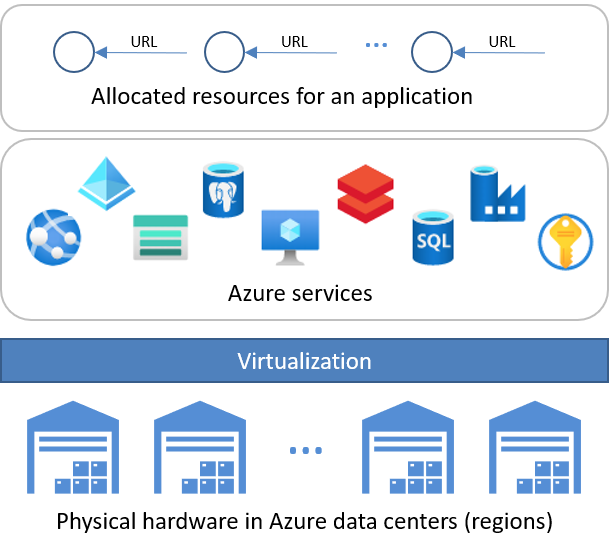 URL URL ... URL
Allocated resources for an application
SQL
Azure services
Virtualization
...
Physical hardware in Azure data centers (regions)